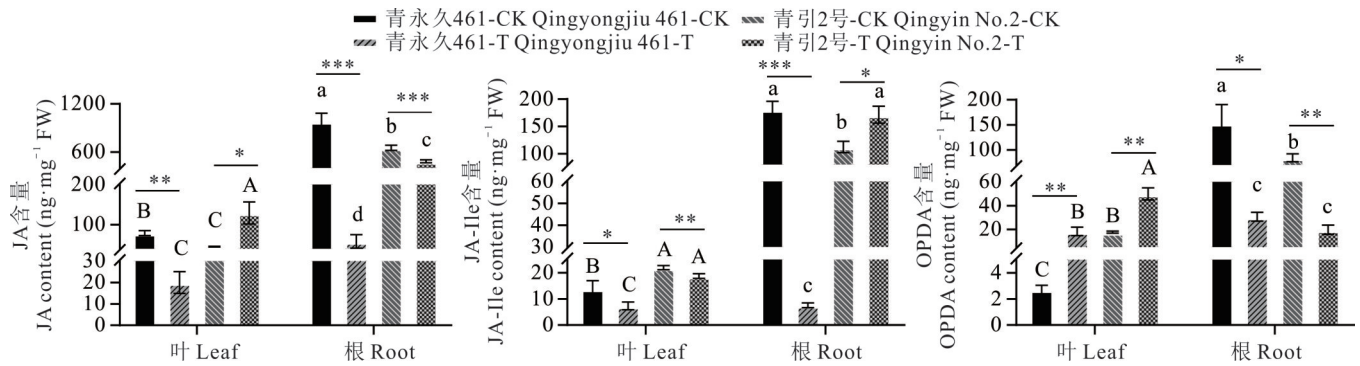 青永久461-CK Qingyongjiu 461-CK 青引2号-CK Qingyin No.2-CK
青永久461-T Qingyongjiu 461-T 青引2号-T Qingyin No.2-T
JA含量
JA content (ng·mg⁻¹ FW)
1200
600
200
100
30
20
10
0
**
B
C
*
C
A
***
a
d
***
b
c
叶 Leaf
根 Root
JA-Ile含量
JA-Ile content (ng·mg⁻¹ FW)
200
150
100
60
50
40
30
30
20
10
0
*
B
C
**
A
A
***
a
c
*
b
a
叶 Leaf
根 Root
OPDA含量
OPDA content (ng·mg⁻¹ FW)
200
150
100
60
40
20
4
2
0
**
C
B
**
B
A
*
a
c
**
b
c
叶 Leaf
根 Root